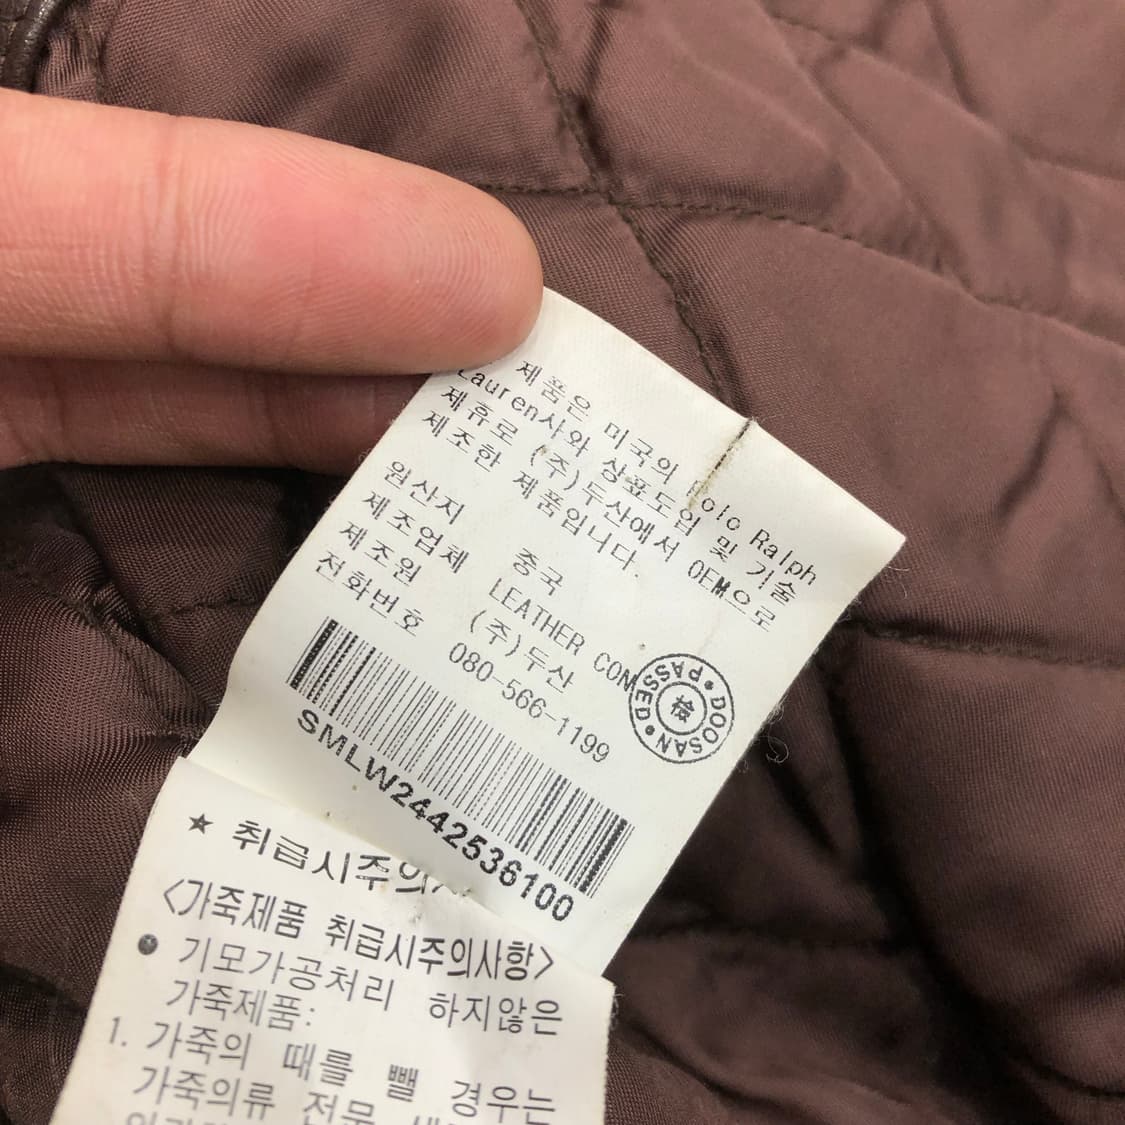 제품은 미국의 Polo Ralph
Lauren사와 상표도입 및 기술
제휴로 (주)두산에서 OEM으로
제조한 제품입니다.
원산지 중국
제조업체 LEATHER COM
제조원 (주)두산
전화번호 080-566-1199
DOOSAN • PASSED •
檢
SMLW2442536100
★ 취급시주의
<가죽제품 취급시주의사항>
● 기모가공처리 하지않은
가죽제품:
1. 가죽의 때를 뺄 경우는
가죽의류 전문